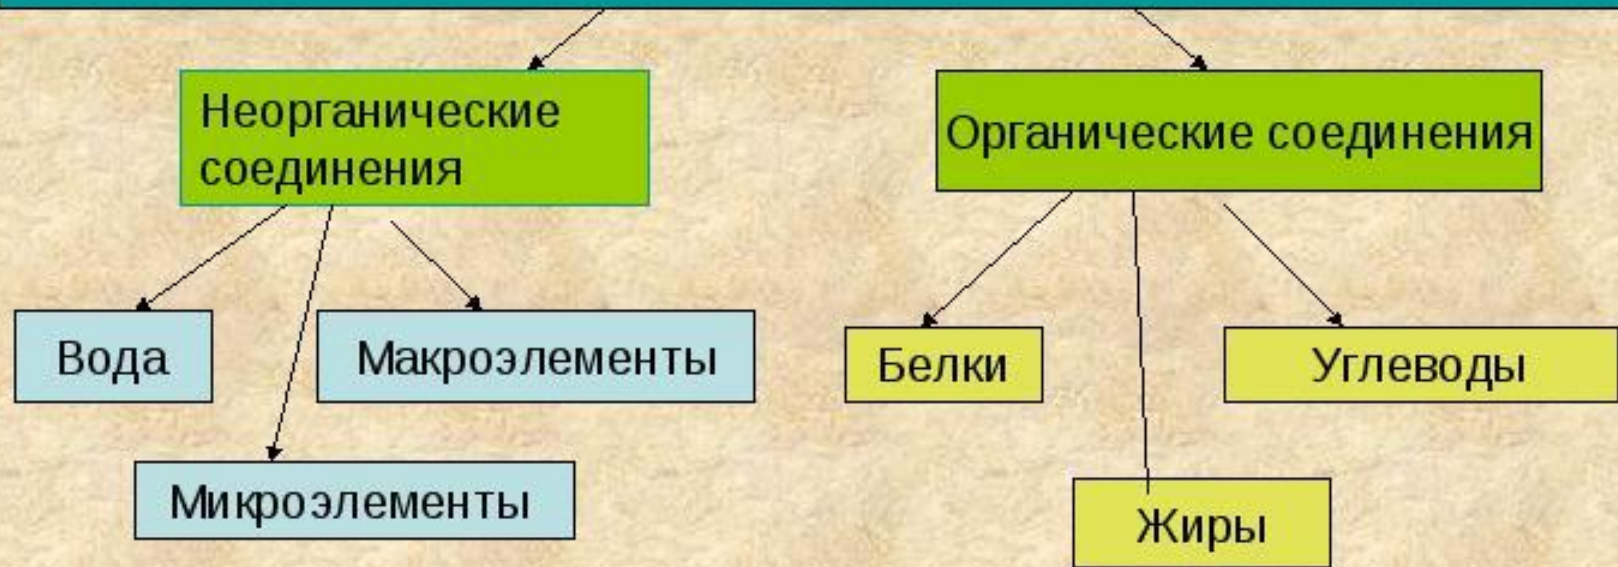 Неорганические
соединения
Органические соединения
Вода
Макроэлементы
Белки
Углеводы
Микроэлементы
Жиры